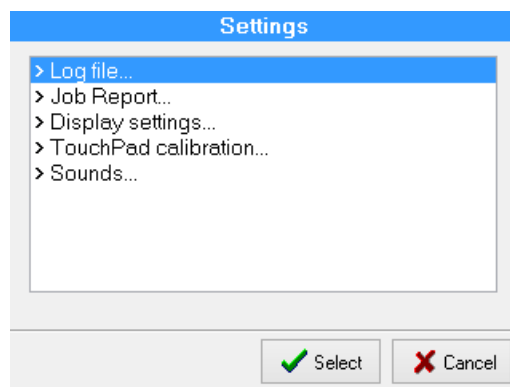 Settings
> Log file...
> Job Report...
> Display settings...
> TouchPad calibration...
> Sounds...
Select
Cancel